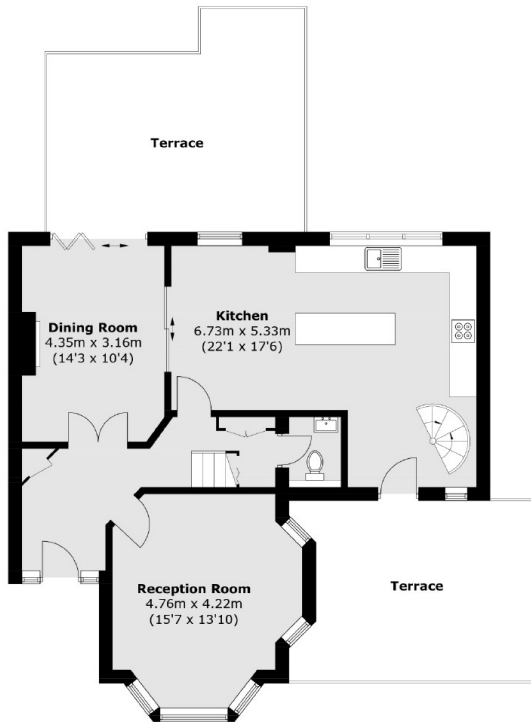 Terrace
Dining Room
4.35m x 3.16m
(14'3 x 10'4)
Kitchen
6.73m x 5.33m
(22'1 x 17'6)
Reception Room
4.76m x 4.22m
(15'7 x 13'10)
Terrace